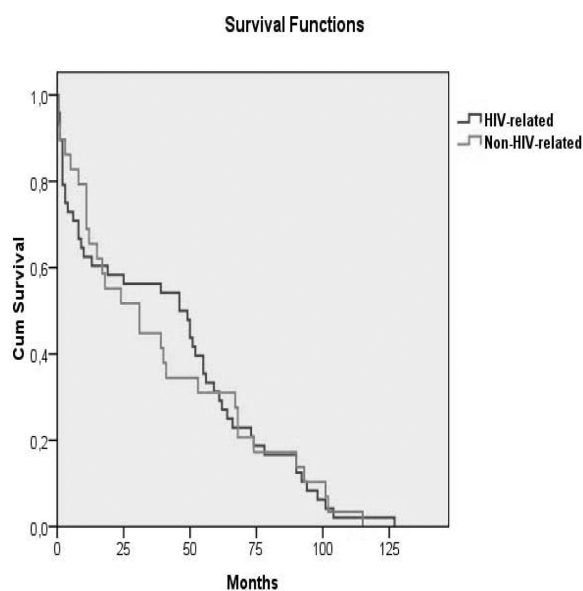 Survival Functions
HIV-related
Non-HIV-related
Cum Survival
1,0
0,8
0,6
0,4
0,2
0,0
0 25 50 75 100 125
Months